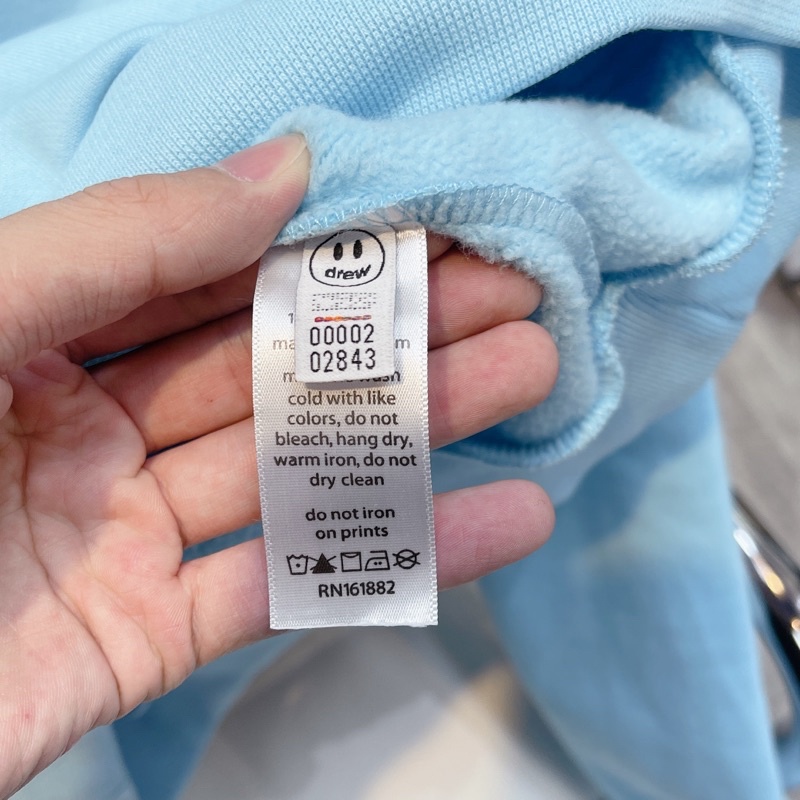 drew
00002
02843
cold with like
colors, do not
bleach, hang dry,
warm iron, do not
dry clean
do not iron
on prints
RN161882